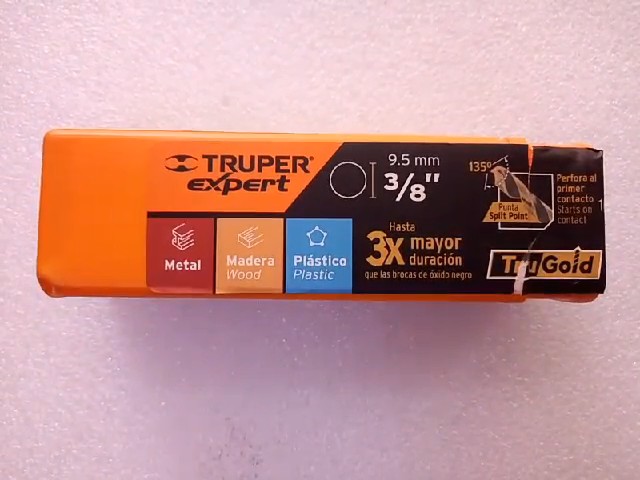 TRUPER®
expert
9.5 mm
3/8"
135°
Punta
Split Point
Perfora al
primer
contacto
Starts on
contact
Metal
Madera
Wood
Plástico
Plastic
Hasta
3X mayor
duración
que las brocas de óxido negro
TruGold